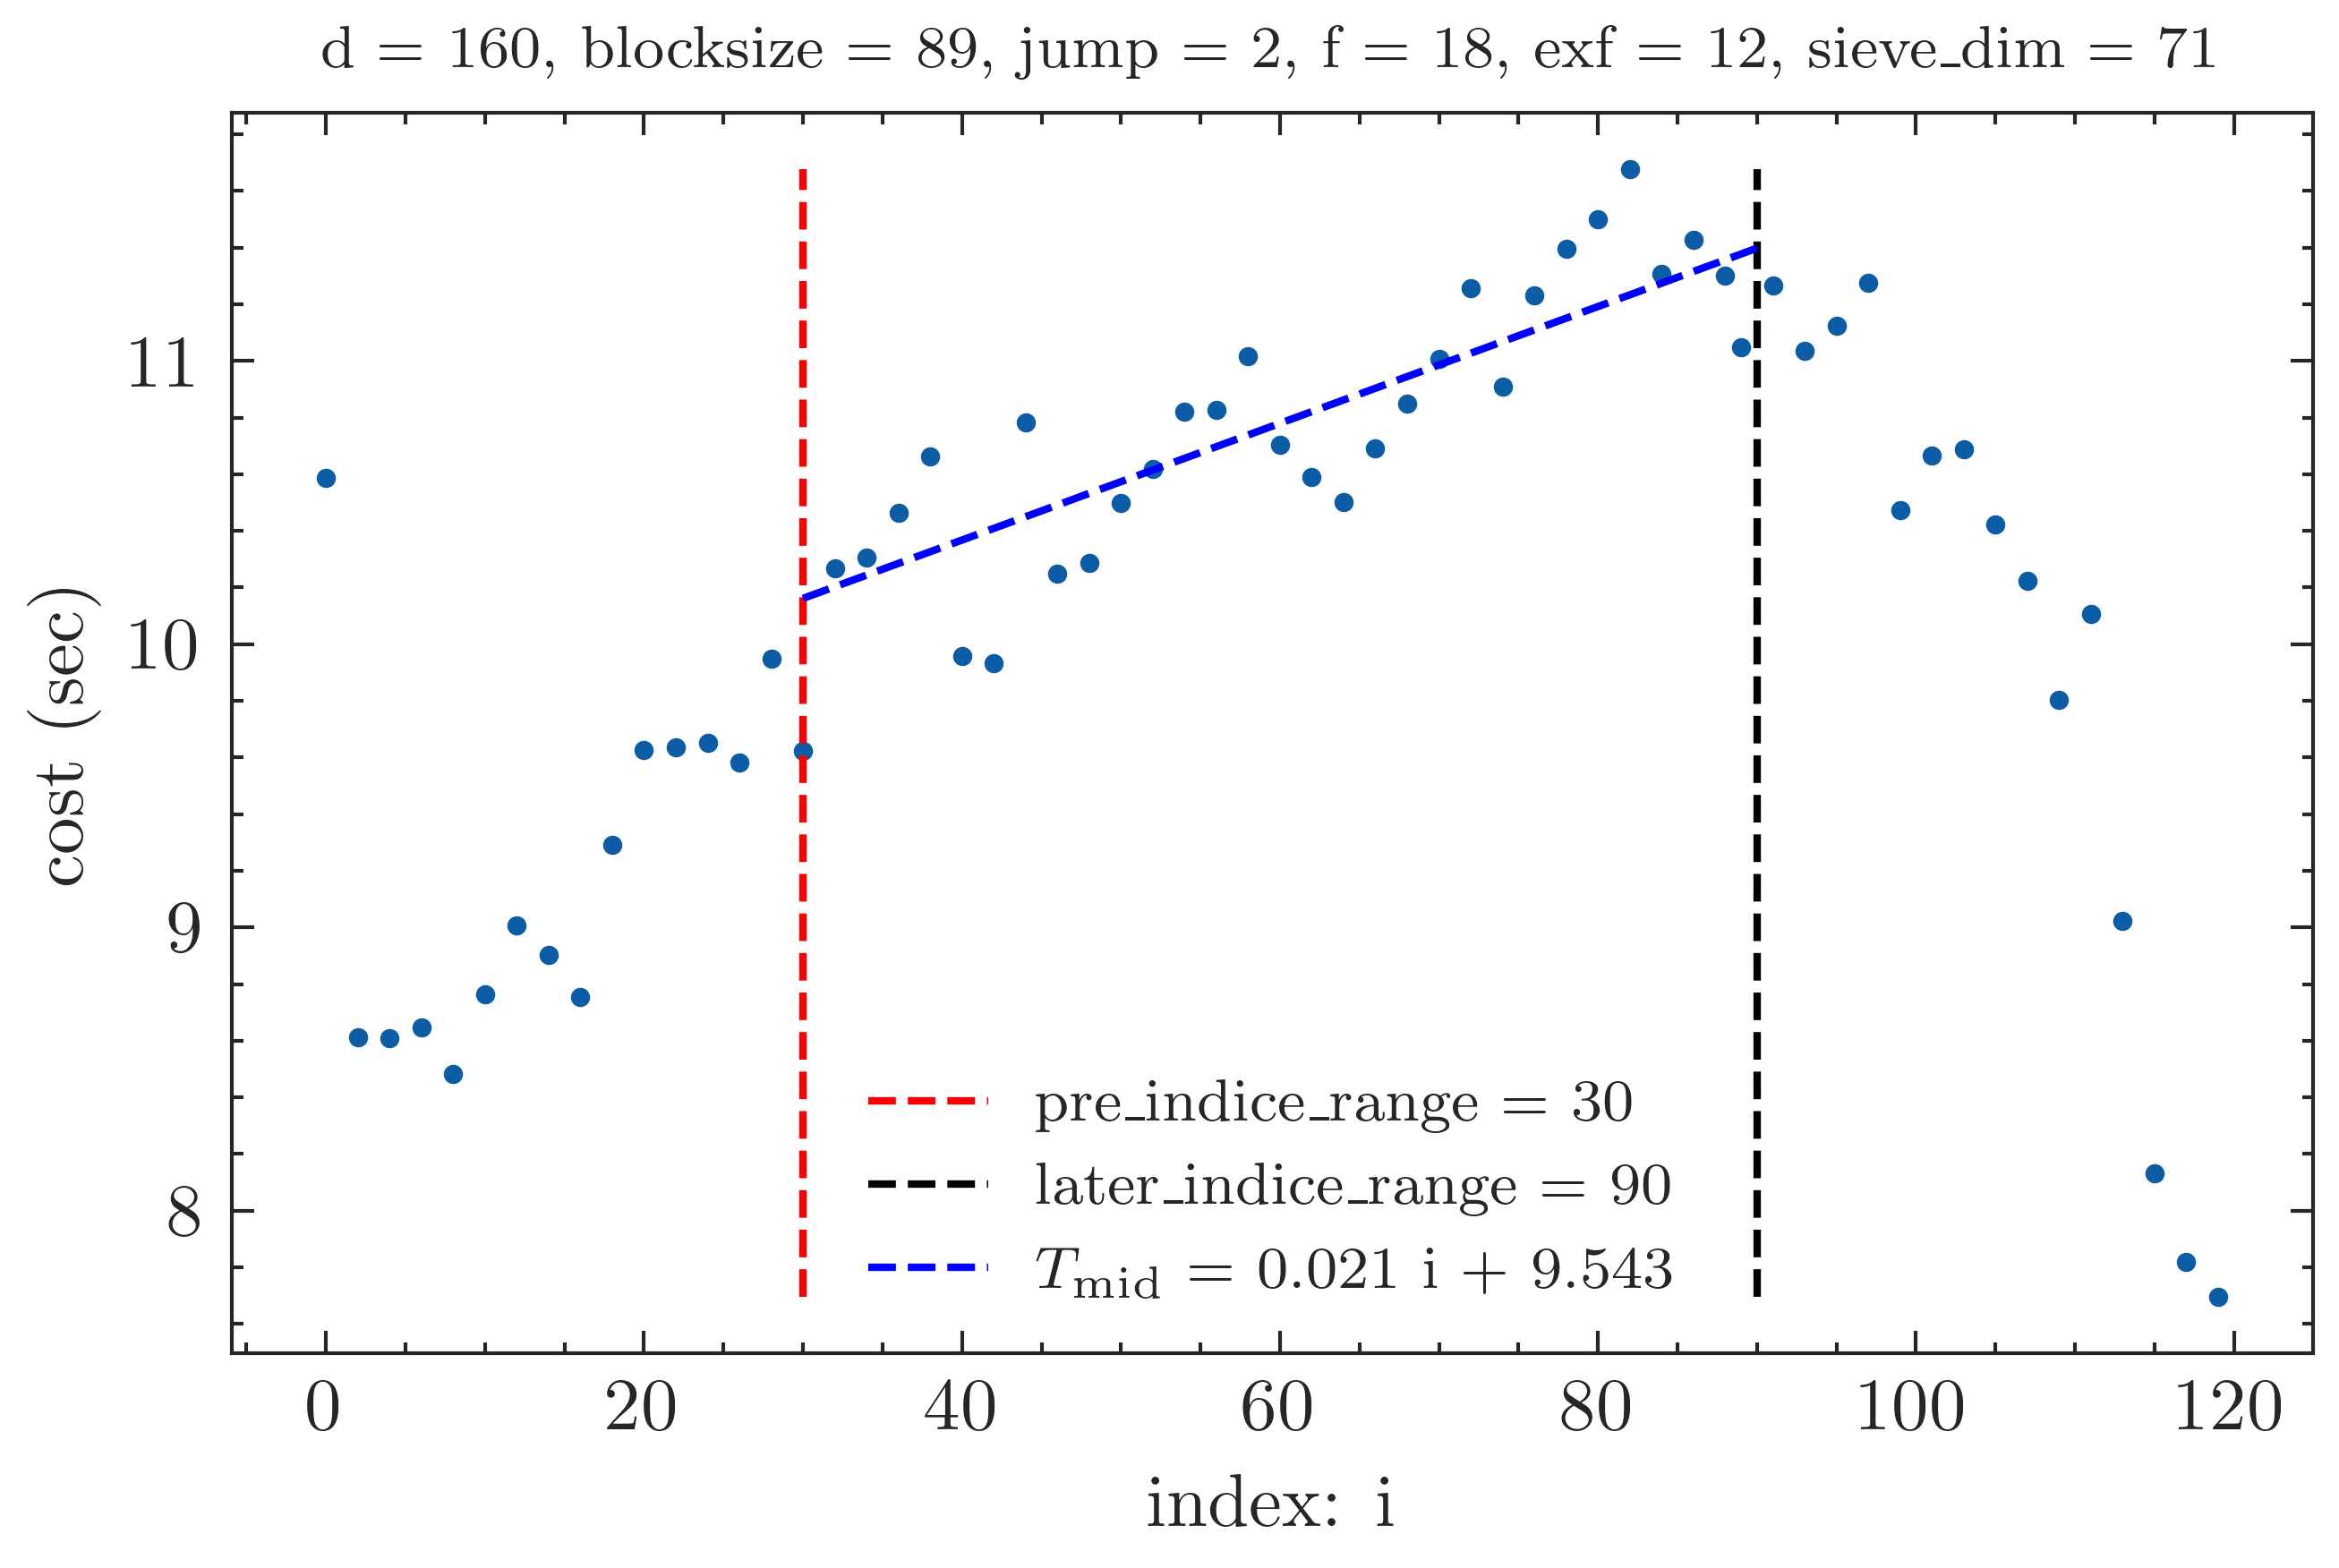 d = 160, blocksize = 89, jump = 2, f = 18, exf = 12, sieve_dim = 71
cost (sec)
11
10
9
8
pre_indice_range = 30
later_indice_range = 90
T_mid = 0.021 i + 9.543
0 20 40 60 80 100 120
index: i